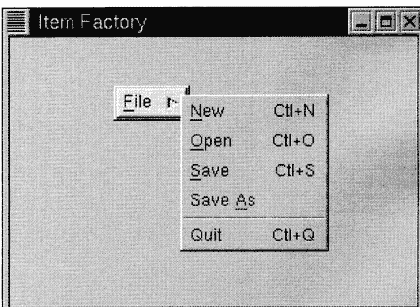 Item Factory
File
New Ctl+N
Open Ctl+O
Save Ctl+S
Save As
Quit Ctl+Q